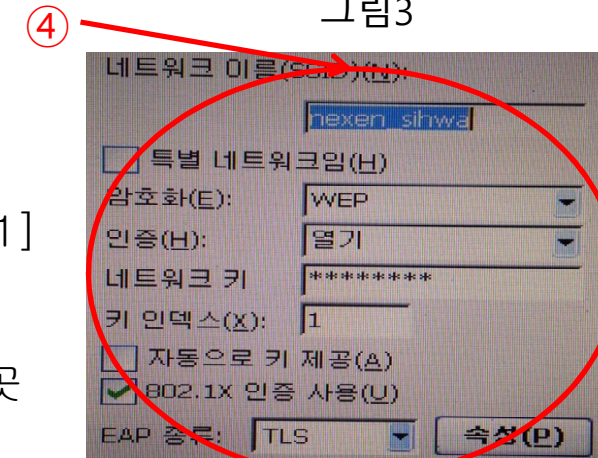 그림3
④
네트워크 이름(SSID)(N):
nexen_sihwa
특별 네트워크임(H)
암호화(E): WEP
1]
인증(H): 열기
네트워크 키 ********
키 인덱스(X): 1
자동으로 키 제공(A)
곳
802.1X 인증 사용(U)
EAP 종류: TLS 속성(P)